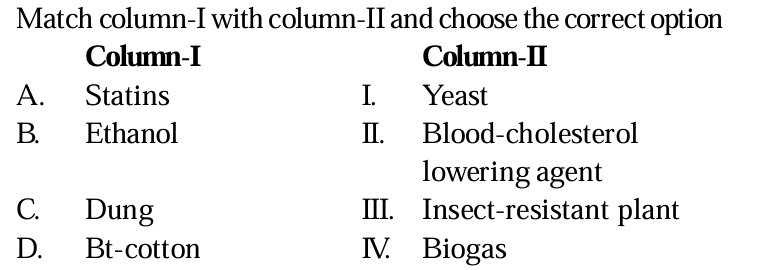 Match column-I with column-II and choose the correct option
Column-I Column-II
A. Statins I. Yeast
B. Ethanol II. Blood-cholesterol
lowering agent
C. Dung III. Insect-resistant plant
D. Bt-cotton IV. Biogas